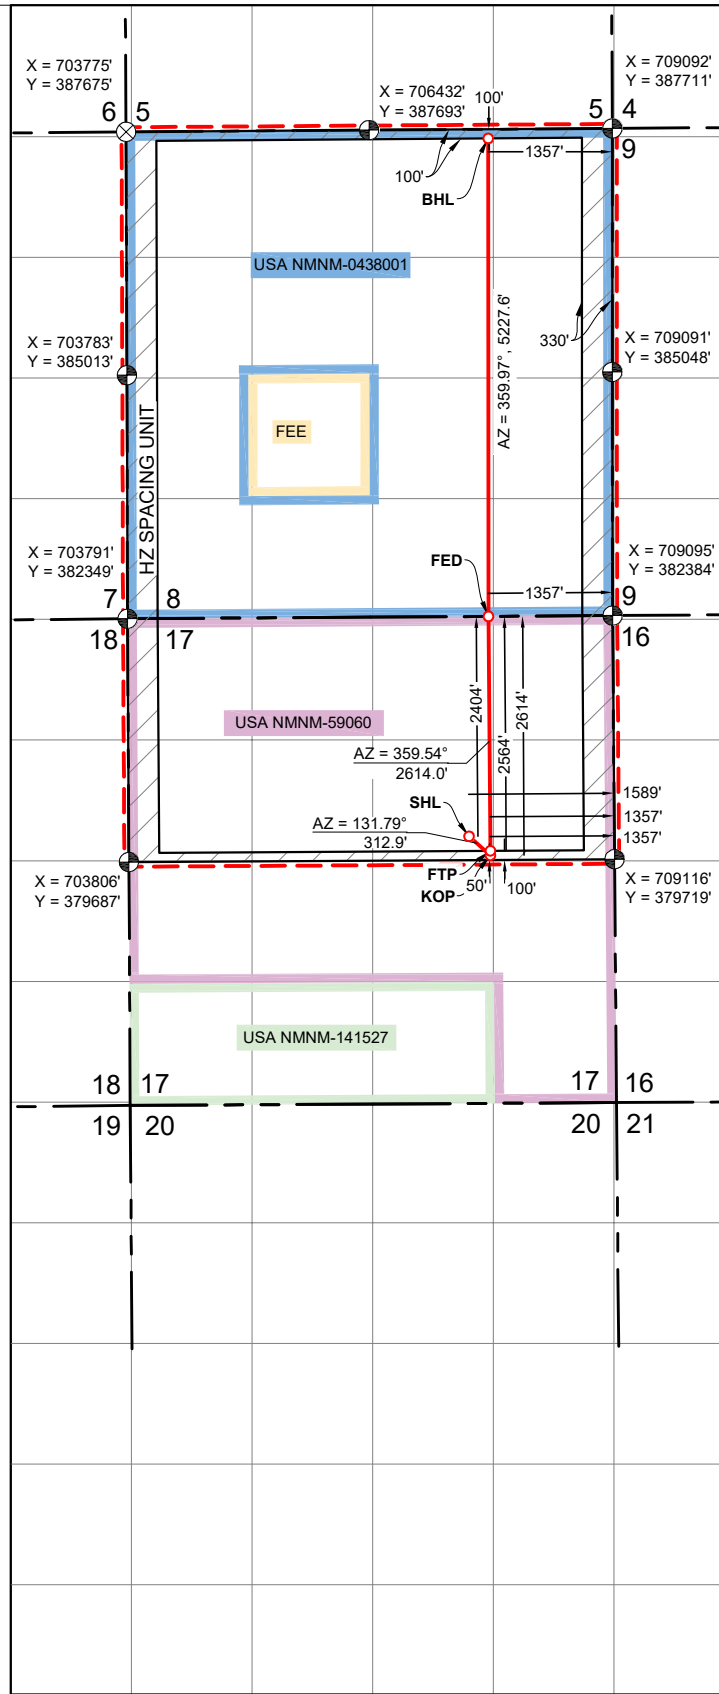 X = 703775'
Y = 387675'
X = 709092'
Y = 387711'
X = 706432'
Y = 387693'
100'
6 5
5 4
9
1357'
100'
BHL
USA NMNM-0438001
AZ = 359.97°, 5227.6'
330'
X = 703783'
Y = 385013'
X = 709091'
Y = 385048'
FEE
HZ SPACING UNIT
X = 703791'
Y = 382349'
X = 709095'
Y = 382384'
FED
1357'
7 8
9
18 17
16
2404'
2564'
2614'
USA NMNM-59060
AZ = 359.54°
2614.0'
SHL
1589'
AZ = 131.79°
312.9'
1357'
1357'
FTP
KOP
50'
100'
X = 703806'
Y = 379687'
X = 709116'
Y = 379719'
USA NMNM-141527
18 17
17 16
19 20
20 21